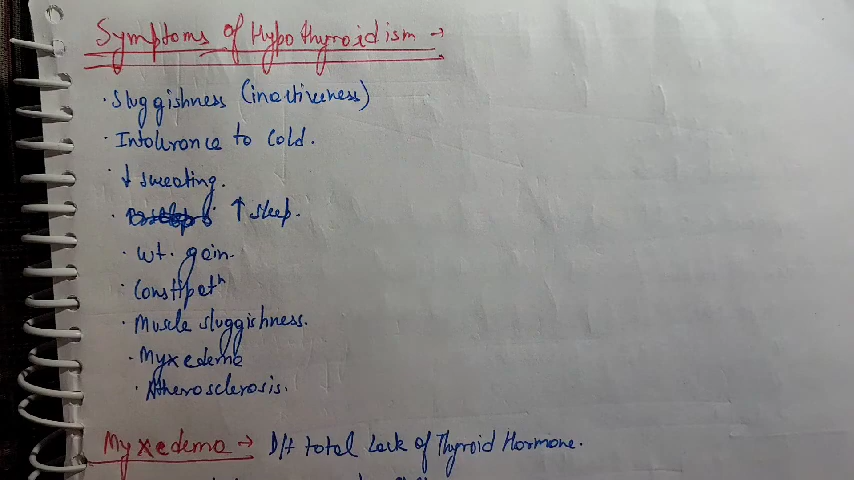 Symptoms of Hypothyroidism →
· Sluggishness (inactiveness)
· Intolerance to cold.
· ↓ sweating.
· ↑ sleep.
· wt. gain.
· Constipatⁿ
· Muscle sluggishness.
· Myxedema
· Atherosclerosis.
Myxedema → D/t total Lack of Thyroid Hormone.